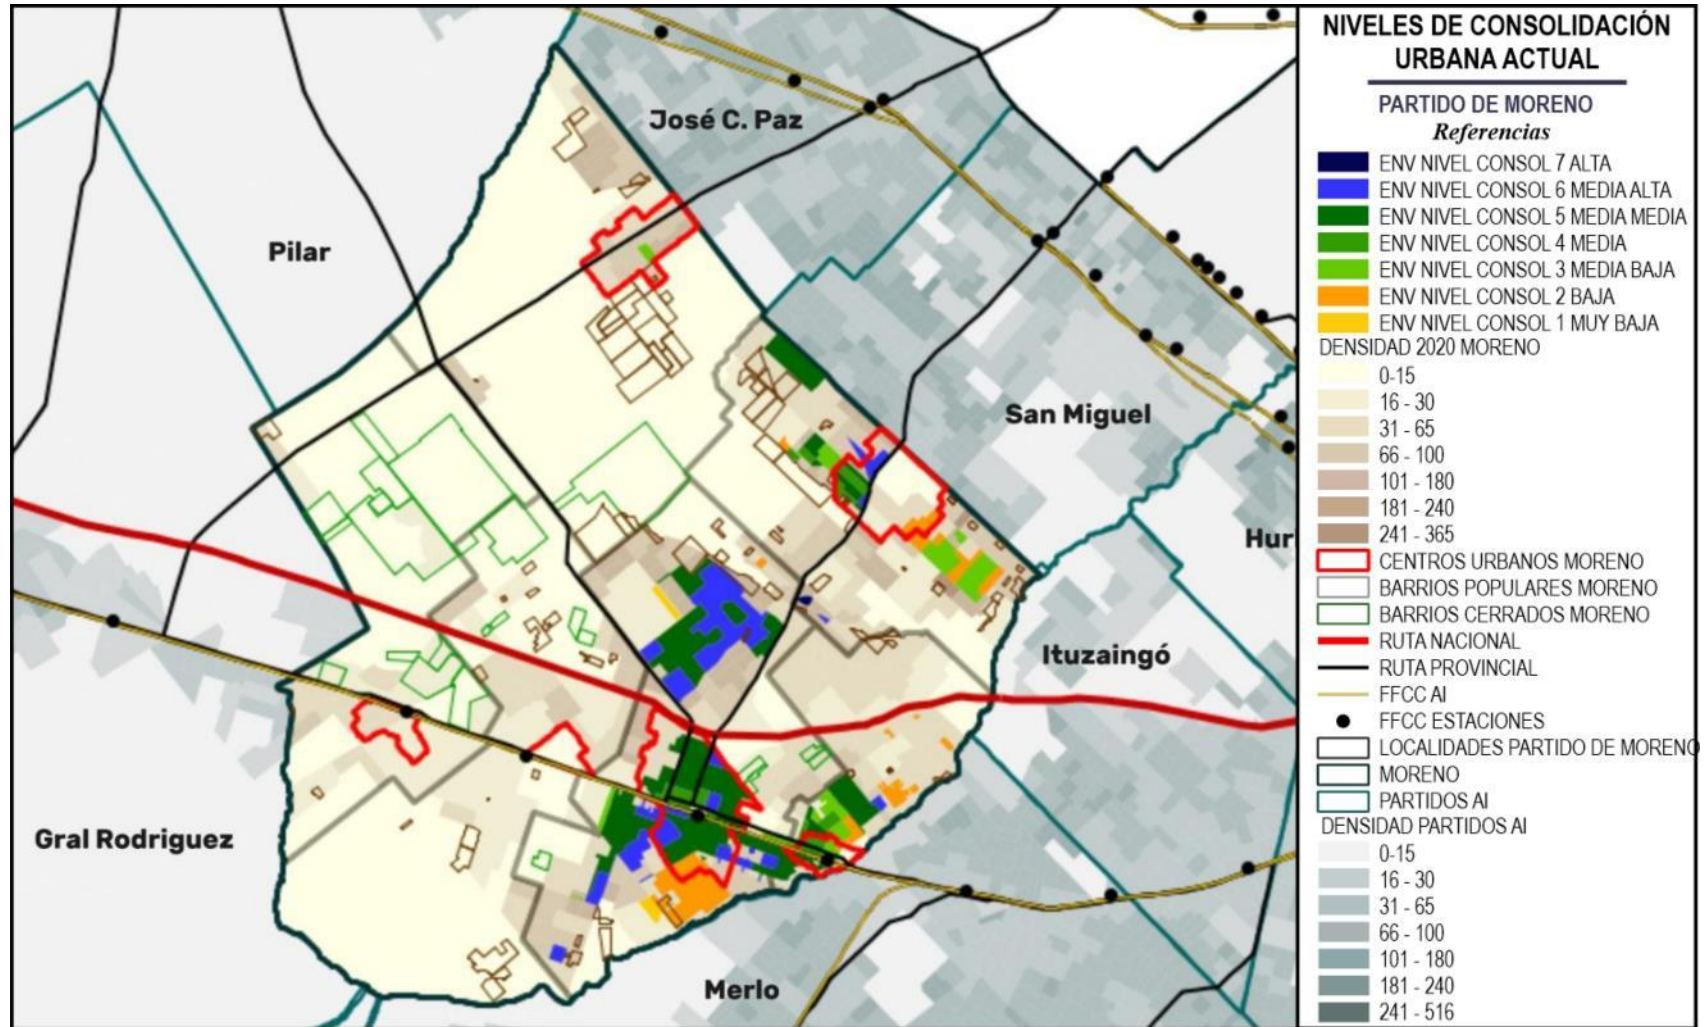 José C. Paz
Pilar
San Miguel
Hur
Ituzaingó
Gral Rodriguez
Merlo
NIVELES DE CONSOLIDACIÓN
URBANA ACTUAL
PARTIDO DE MORENO
Referencias
ENV NIVEL CONSOL 7 ALTA
ENV NIVEL CONSOL 6 MEDIA ALTA
ENV NIVEL CONSOL 5 MEDIA MEDIA
ENV NIVEL CONSOL 4 MEDIA
ENV NIVEL CONSOL 3 MEDIA BAJA
ENV NIVEL CONSOL 2 BAJA
ENV NIVEL CONSOL 1 MUY BAJA
DENSIDAD 2020 MORENO
0-15
16 - 30
31 - 65
66 - 100
101 - 180
181 - 240
241 - 365
CENTROS URBANOS MORENO
BARRIOS POPULARES MORENO
BARRIOS CERRADOS MORENO
RUTA NACIONAL
RUTA PROVINCIAL
FFCC AI
FFCC ESTACIONES
LOCALIDADES PARTIDO DE MORENO
MORENO
PARTIDOS AI
DENSIDAD PARTIDOS AI
0-15
16 - 30
31 - 65
66 - 100
101 - 180
181 - 240
241 - 516